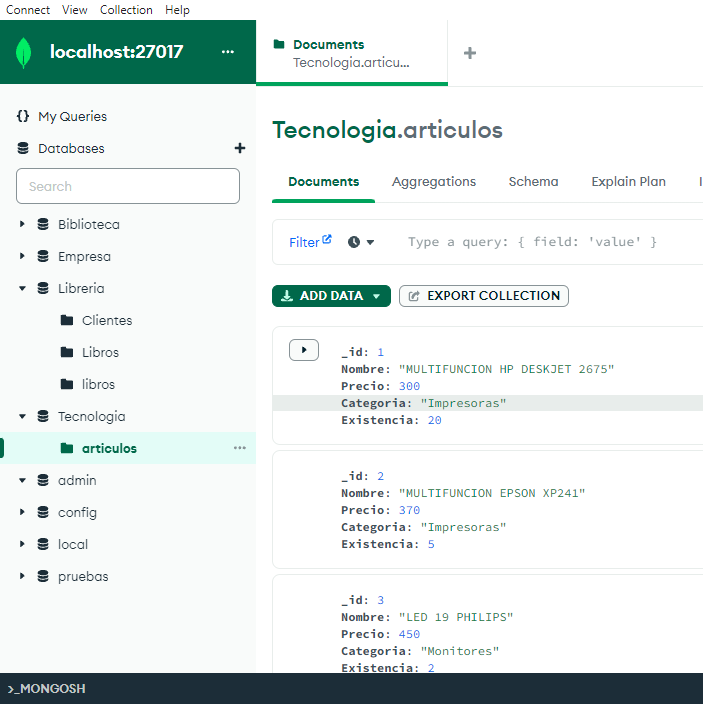 Connect View Collection Help
localhost:27017 ...
Documents
Tecnologia.articu...
+
{} My Queries
Databases +
Search
Biblioteca
Empresa
Libreria
Clientes
Libros
libros
Tecnologia
articulos ...
admin
config
local
pruebas
Tecnologia.articulos
Documents Aggregations Schema Explain Plan
Filter Type a query: { field: 'value' }
ADD DATA EXPORT COLLECTION
_id: 1
Nombre: "MULTIFUNCION HP DESKJET 2675"
Precio: 300
Categoria: "Impresoras"
Existencia: 20
_id: 2
Nombre: "MULTIFUNCION EPSON XP241"
Precio: 370
Categoria: "Impresoras"
Existencia: 5
_id: 3
Nombre: "LED 19 PHILIPS"
Precio: 450
Categoria: "Monitores"
Existencia: 2
>_MONGOSH